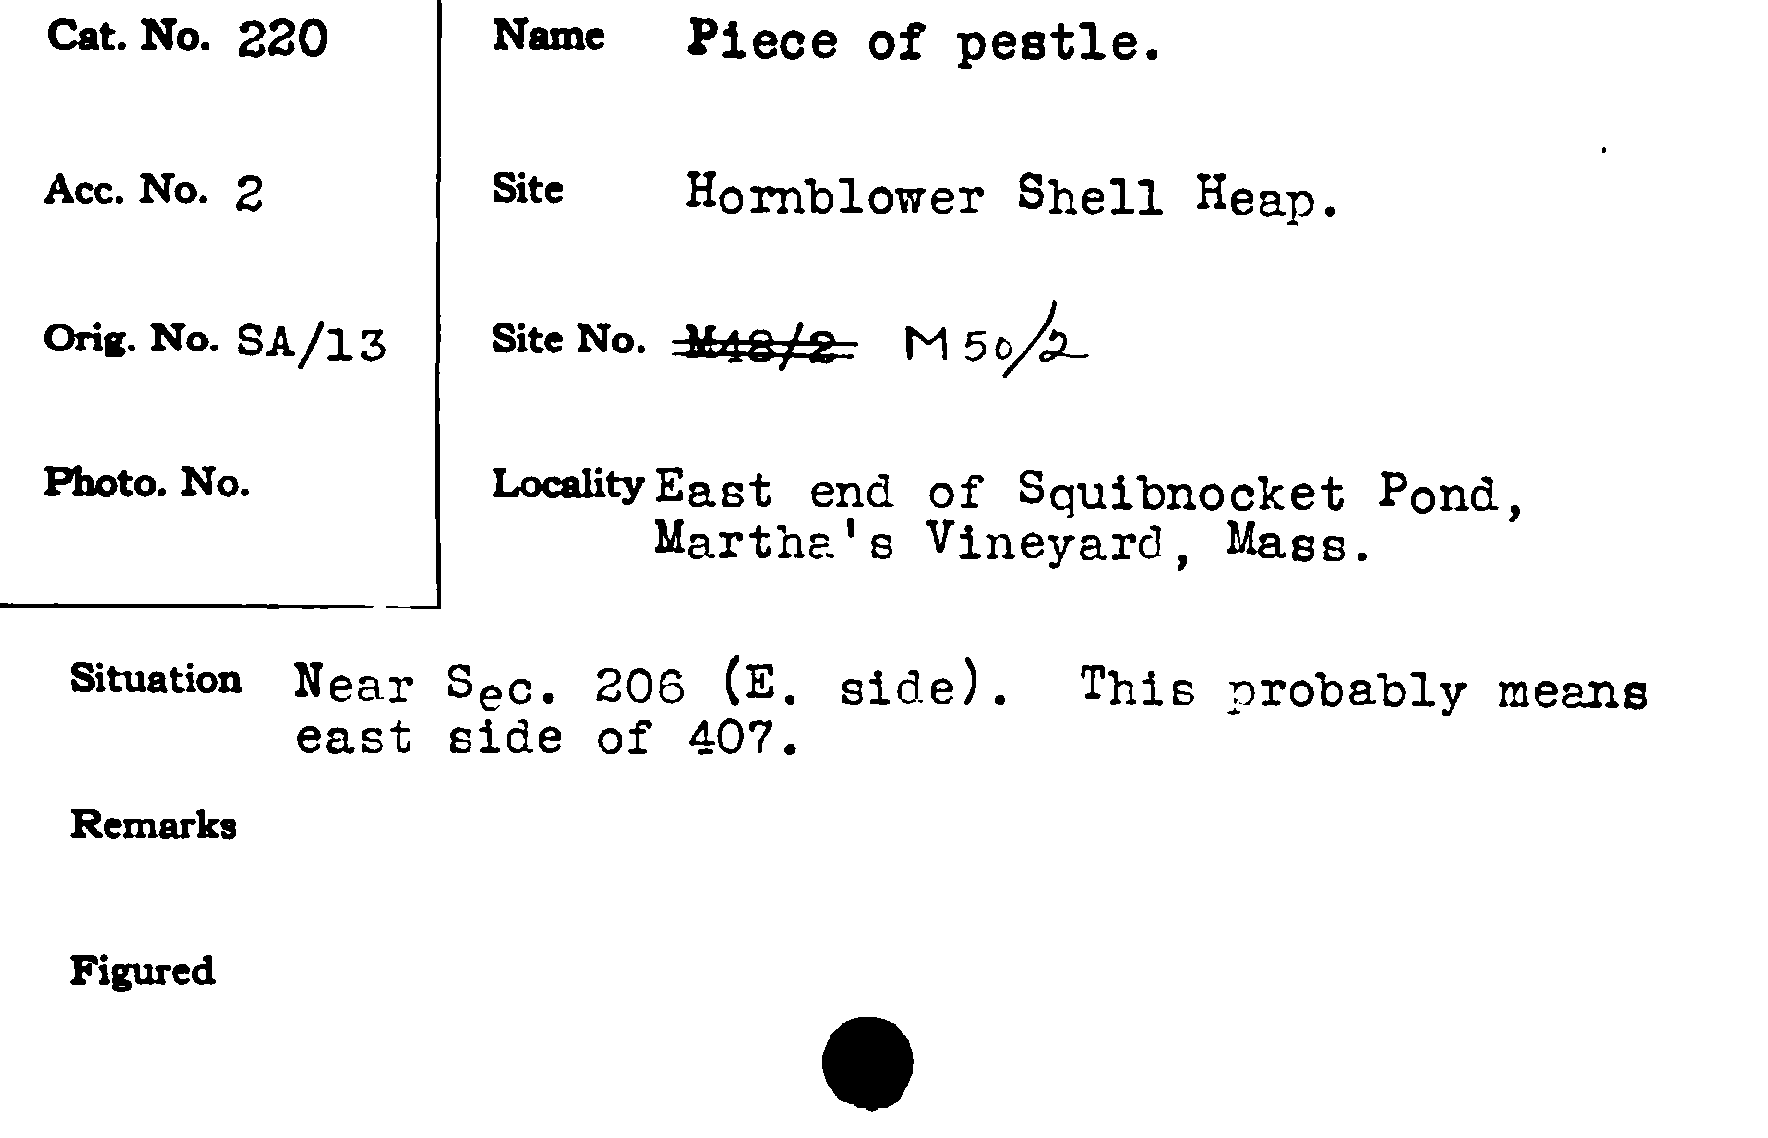 Cat. No. 220
Name Piece of pestle.
Acc. No. 2
Site Hornblower Shell Heap.
Orig. No. SA/13
Site No. M48/2 M50/2
Photo. No.
Locality East end of Squibnocket Pond,
Martha's Vineyard, Mass.
Situation Near Sec. 206 (E. side). This probably means
east side of 407.
Remarks
Figured